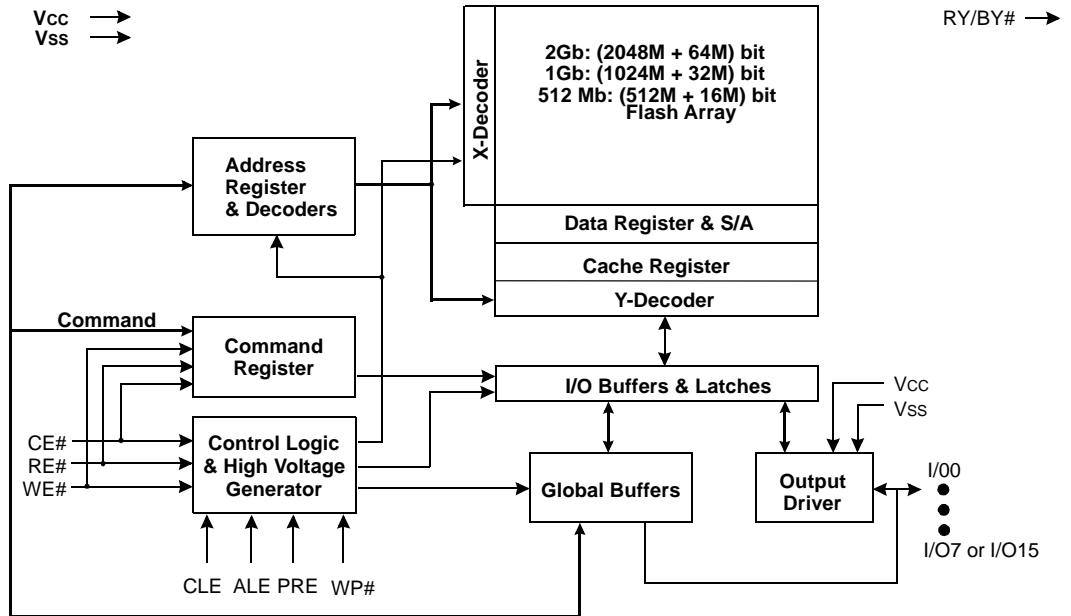 Vcc
Vss
RY/BY#
X-Decoder
2Gb: (2048M + 64M) bit
1Gb: (1024M + 32M) bit
512 Mb: (512M + 16M) bit
Flash Array
Address
Register
& Decoders
Data Register & S/A
Cache Register
Y-Decoder
Command
Command
Register
I/O Buffers & Latches
VCC
VSS
CE#
RE#
WE#
Control Logic
& High Voltage
Generator
Global Buffers
Output
Driver
I/00
I/O7 or I/O15
CLE
ALE
PRE
WP#